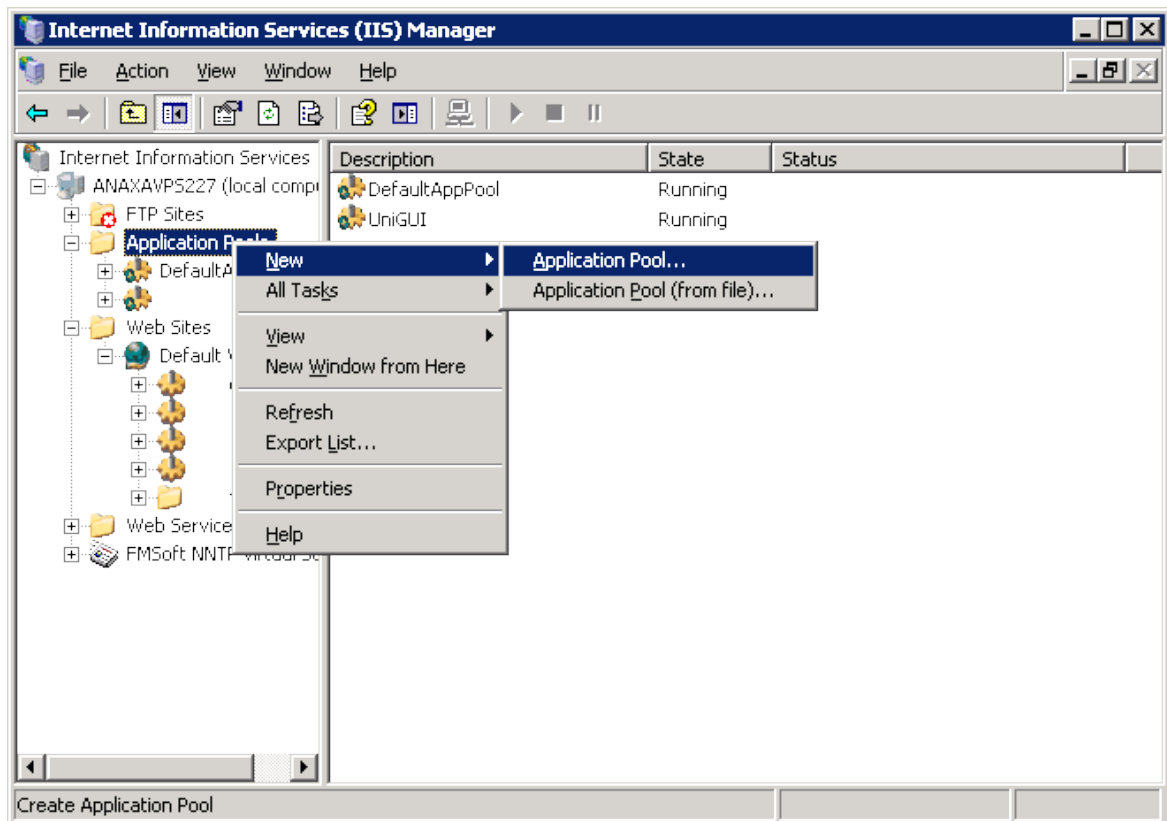 Internet Information Services (IIS) Manager
File Action View Window Help
Internet Information Services
Description State Status
ANAXAVPS227 (local comp
DefaultAppPool Running
FTP Sites
UniGUI Running
Application
New
Application Pool...
DefaultA
All Tasks
Application Pool (from file)...
Web Sites
View
Default
New Window from Here
Refresh
Export List...
Properties
Web Service
Help
FMSoft NNTP
Create Application Pool